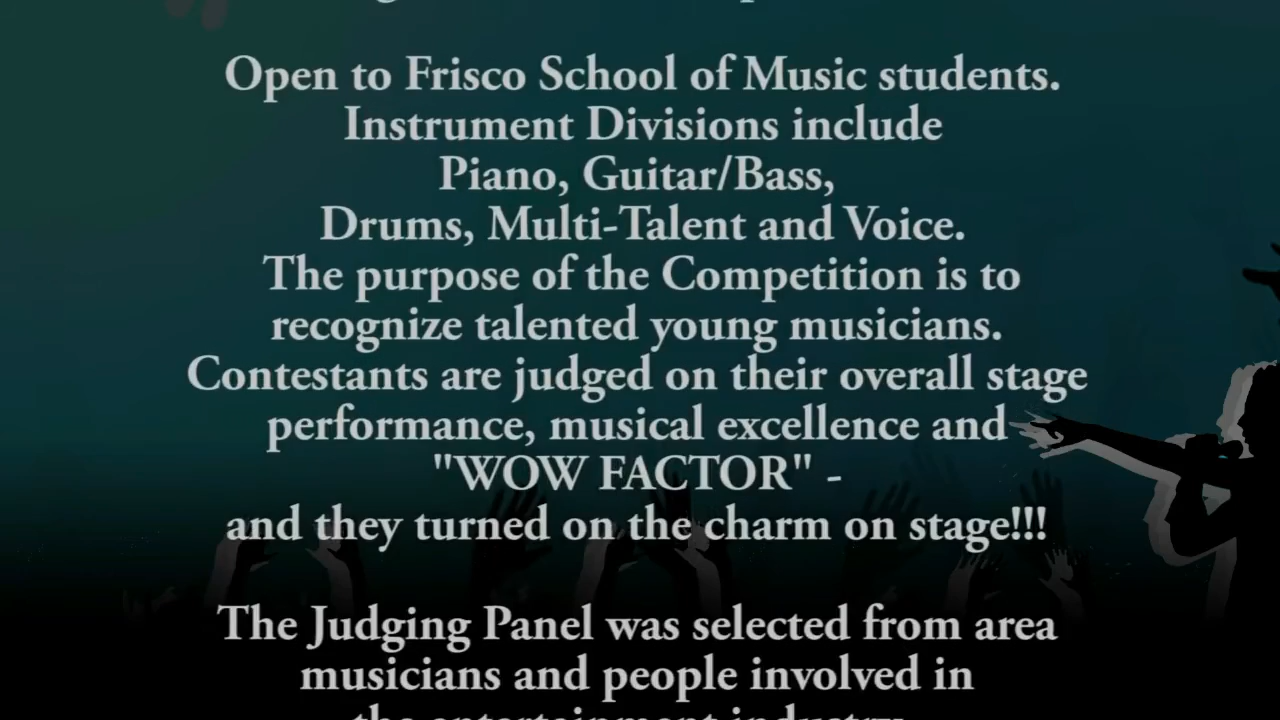 Open to Frisco School of Music students.
Instrument Divisions include
Piano, Guitar/Bass,
Drums, Multi-Talent and Voice.
The purpose of the Competition is to
recognize talented young musicians.
Contestants are judged on their overall stage
performance, musical excellence and
"WOW FACTOR" -
and they turned on the charm on stage!!!
The Judging Panel was selected from area
musicians and people involved in
the entertainment industry